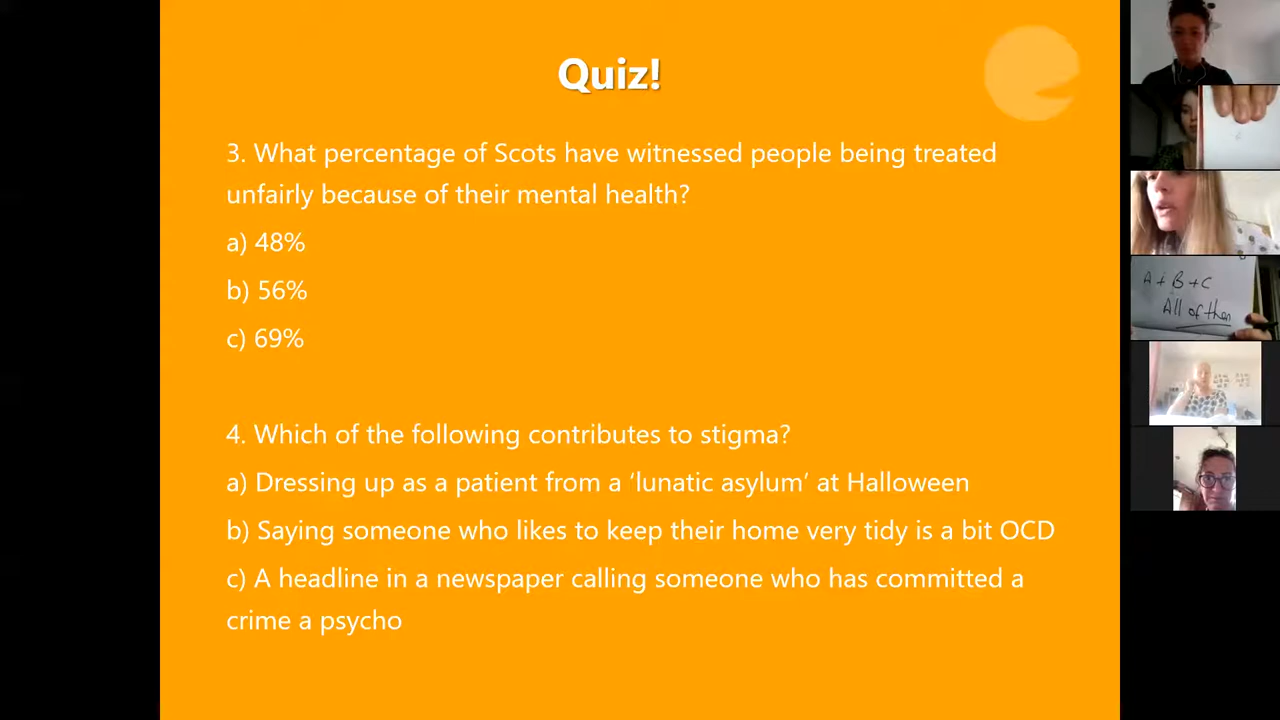 Quiz!
3. What percentage of Scots have witnessed people being treated
unfairly because of their mental health?
a) 48%
b) 56%
c) 69%
4. Which of the following contributes to stigma?
a) Dressing up as a patient from a ‘lunatic asylum’ at Halloween
b) Saying someone who likes to keep their home very tidy is a bit OCD
c) A headline in a newspaper calling someone who has committed a
crime a psycho
A + B + C
All of them